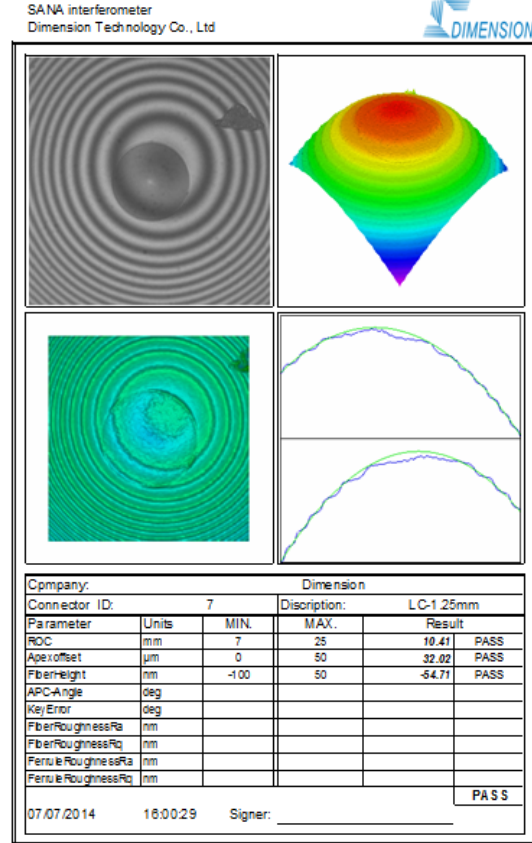 SANA interferometer
Dimension Technology Co., Ltd
DIMENSION
Cpmpany: Dimension
Connector ID: 7 Discription: LC-1.25mm
Parameter Units MIN. MAX. Result
ROC mm 7 25 10.41 PASS
Apexoffset µm 0 50 32.02 PASS
FiberHeight nm -100 50 -54.71 PASS
APC-Angle deg
KeyError deg
FiberRoughnessRa nm
FiberRoughnessRq nm
FerruleRoughnessRa nm
FerruleRoughnessRq nm
PASS
07/07/2014 16:00:29 Signer: